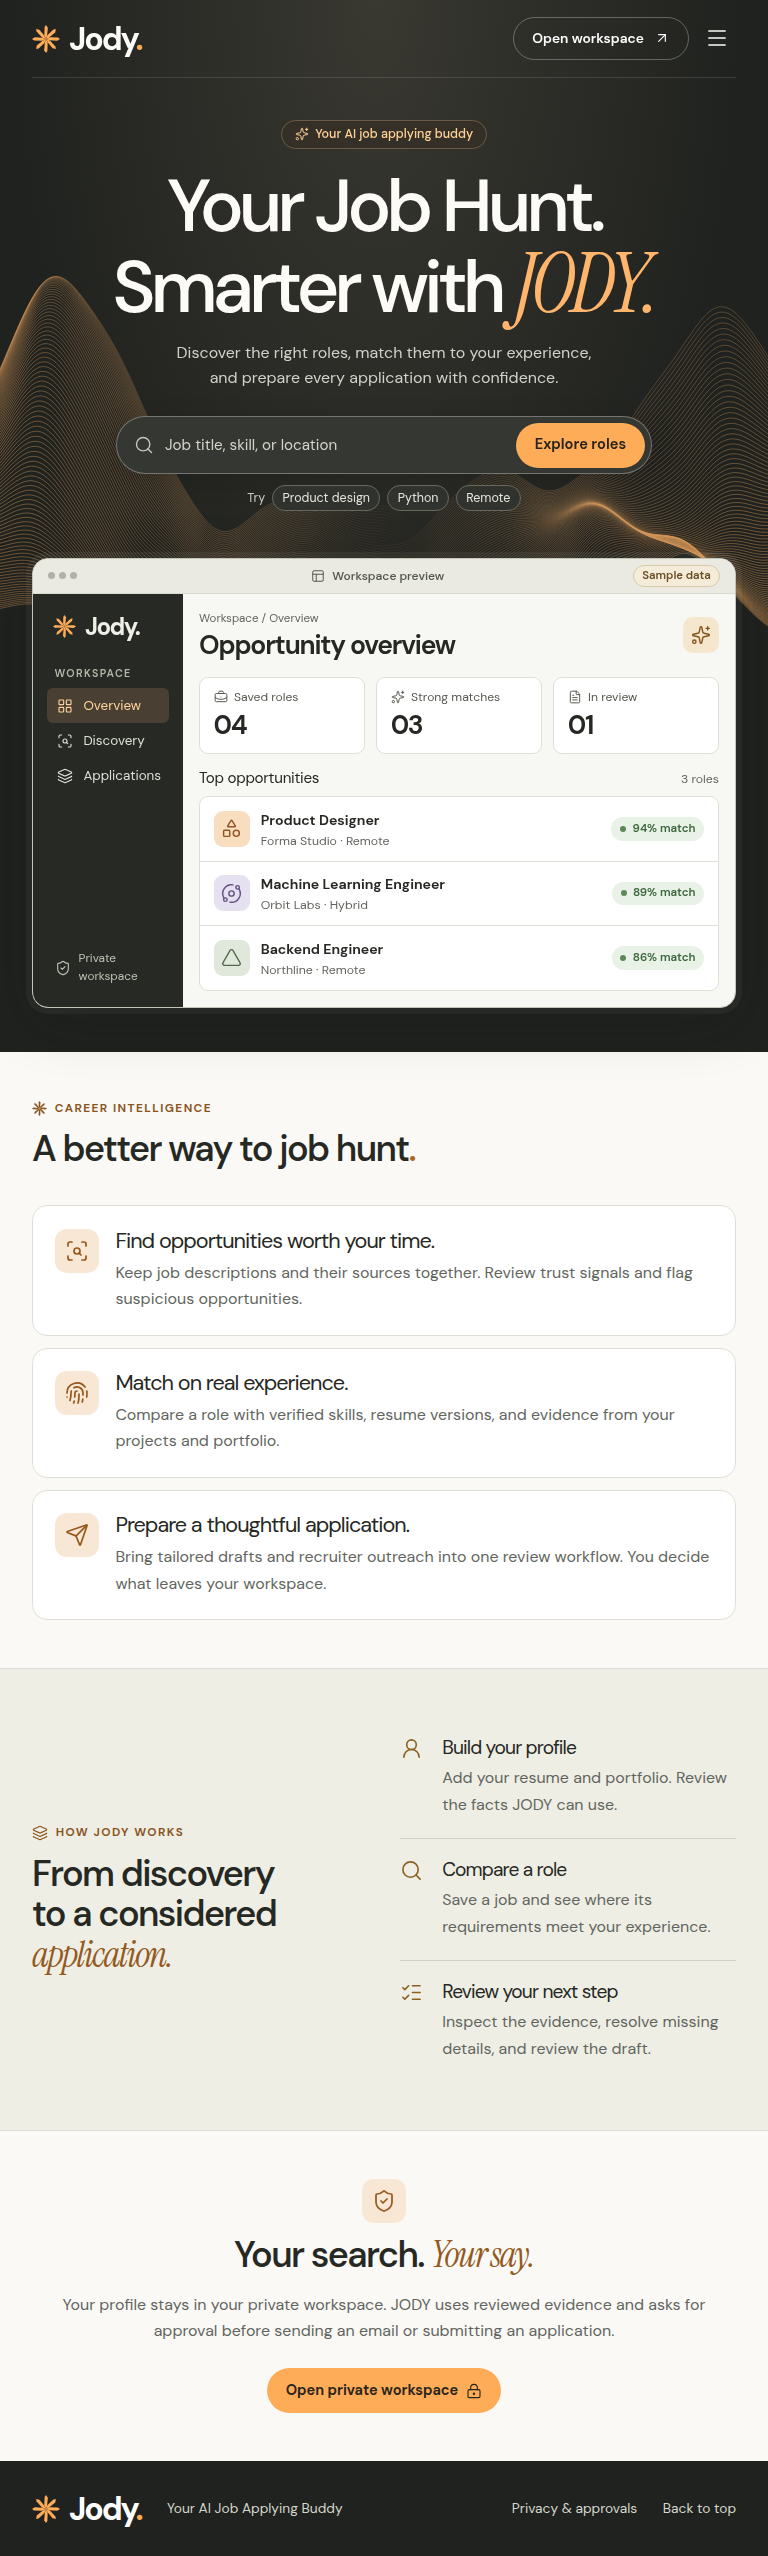 Jody.
Open workspace
Your AI job applying buddy
Your Job Hunt.
Smarter with JODY.
Discover the right roles, match them to your experience,
and prepare every application with confidence.
Job title, skill, or location
Explore roles
Try Product design Python Remote
Workspace preview
Sample data
Jody.
WORKSPACE
Overview
Discovery
Applications
Private
workspace
Workspace / Overview
Opportunity overview
Saved roles
04
Strong matches
03
In review
01
Top opportunities
3 roles
Product Designer
Forma Studio · Remote
94% match
Machine Learning Engineer
Orbit Labs · Hybrid
89% match
Backend Engineer
Northline · Remote
86% match
CAREER INTELLIGENCE
A better way to job hunt.
Find opportunities worth your time.
Keep job descriptions and their sources together. Review trust signals and flag
suspicious opportunities.
Match on real experience.
Compare a role with verified skills, resume versions, and evidence from your
projects and portfolio.
Prepare a thoughtful application.
Bring tailored drafts and recruiter outreach into one review workflow. You decide
what leaves your workspace.
HOW JODY WORKS
From discovery
to a considered
application.
Build your profile
Add your resume and portfolio. Review
the facts JODY can use.
Compare a role
Save a job and see where its
requirements meet your experience.
Review your next step
Inspect the evidence, resolve missing
details, and review the draft.
Your search. Your say.
Your profile stays in your private workspace. JODY uses reviewed evidence and asks for
approval before sending an email or submitting an application.
Open private workspace
Jody.
Your AI Job Applying Buddy
Privacy & approvals
Back to top